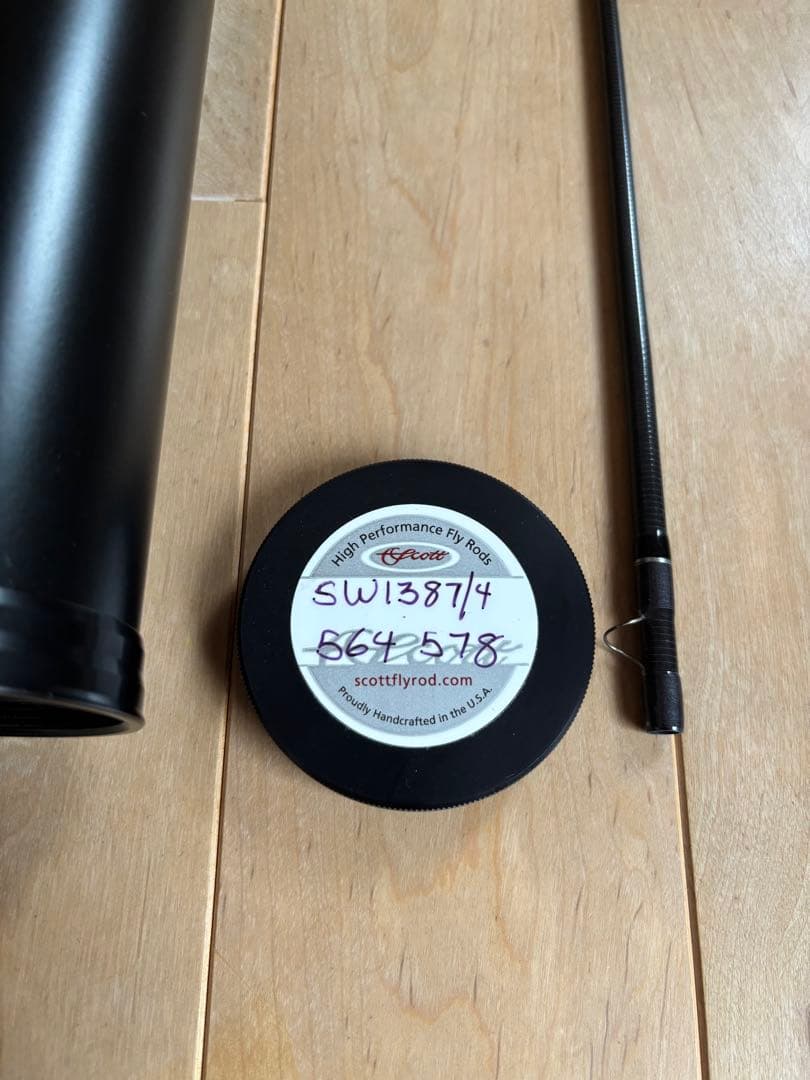 High Performance Fly Rods
Scott
SW1387/4
564 578
scottflyrod.com
Proudly Handcrafted in the U.S.A.